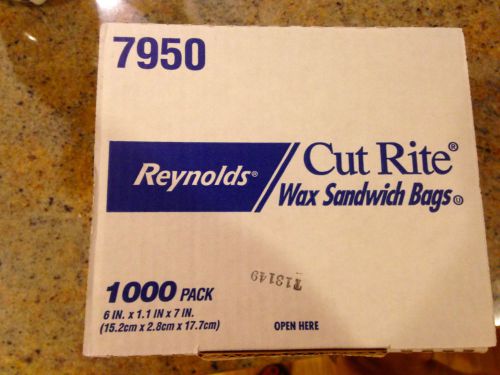 7950
Reynolds®
Cut Rite®
Wax Sandwich Bags Ⓤ
T18149
1000 PACK
6 IN. x 1.1 IN x 7 IN.
(15.2cm x 2.8cm x 17.7cm)
OPEN HERE